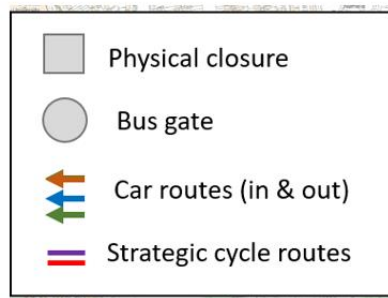 Physical closure
Bus gate
Car routes (in & out)
Strategic cycle routes